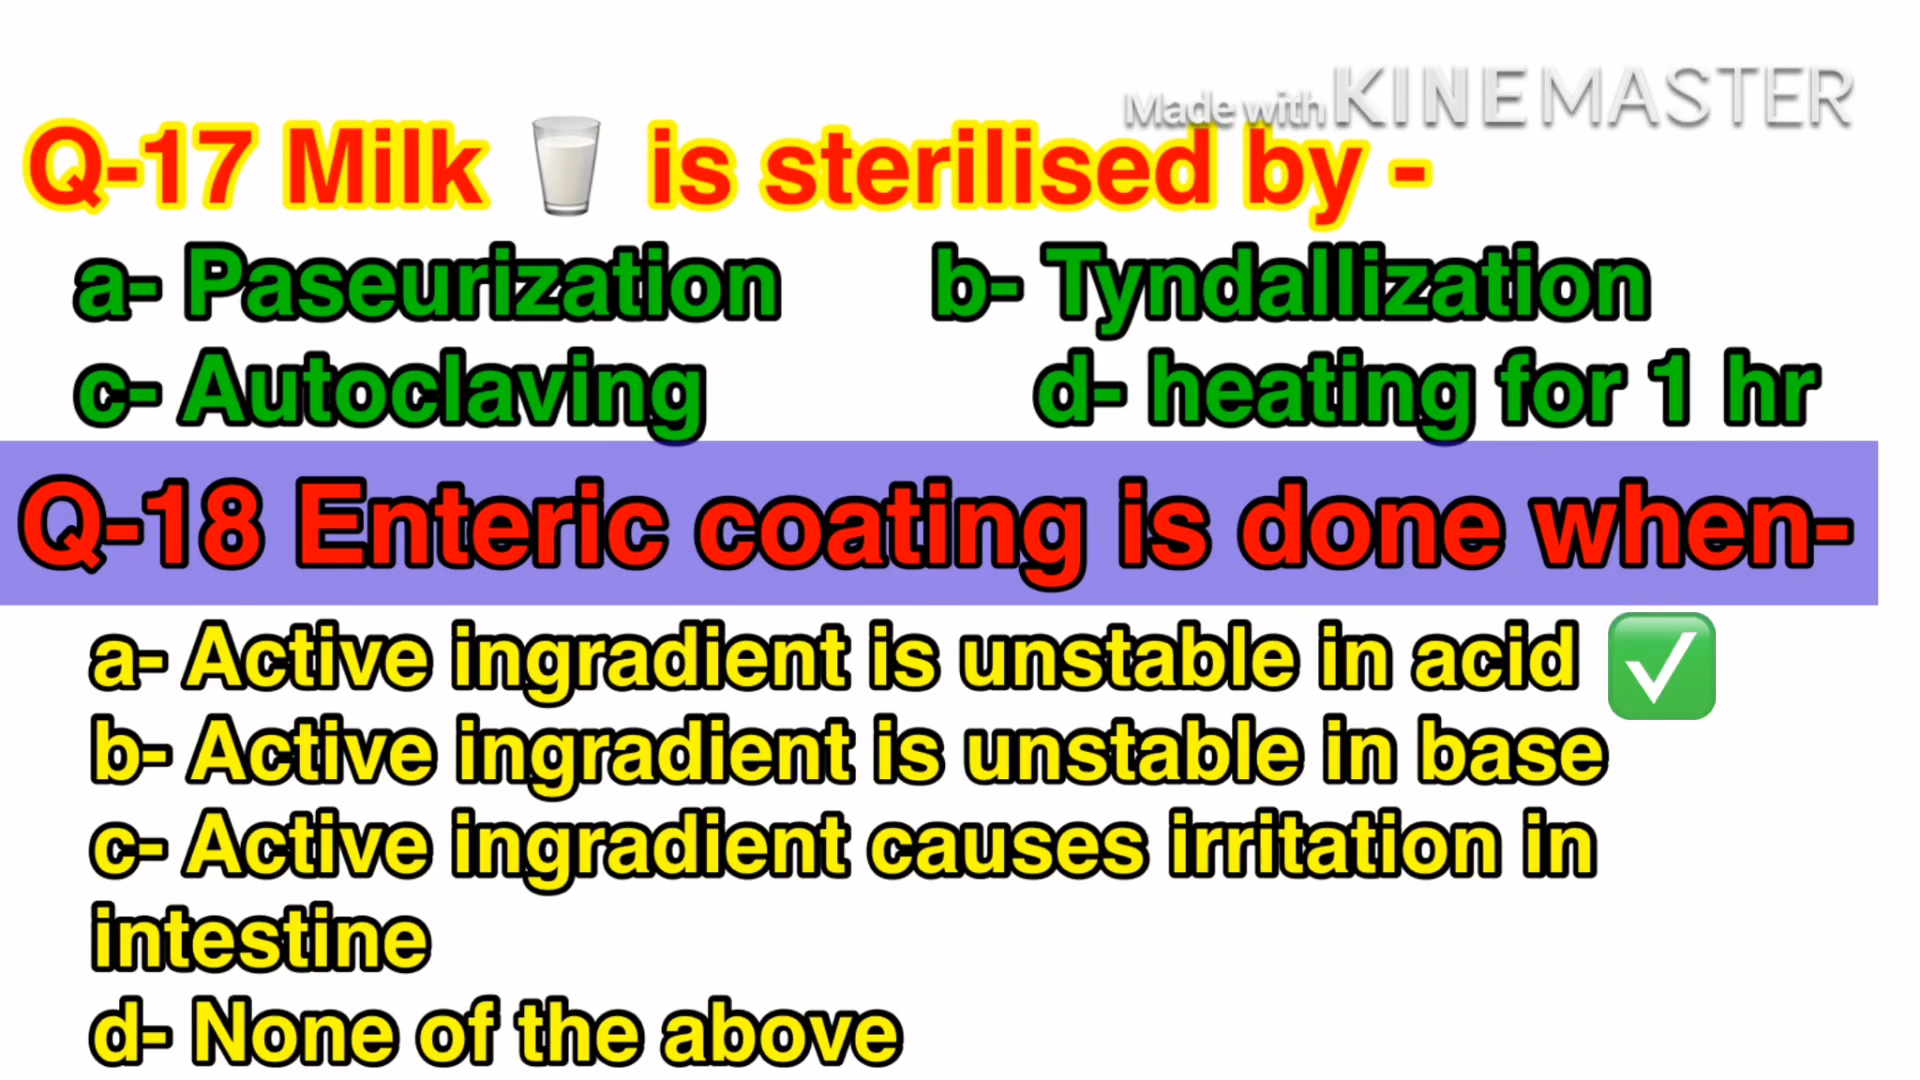 Made with KINEMASTER
Q-17 Milk 🥛 is sterilised by -
a- Paseurization b- Tyndallization
c- Autoclaving d- heating for 1 hr
Q-18 Enteric coating is done when-
a- Active ingradient is unstable in acid ✅
b- Active ingradient is unstable in base
c- Active ingradient causes irritation in
intestine
d- None of the above